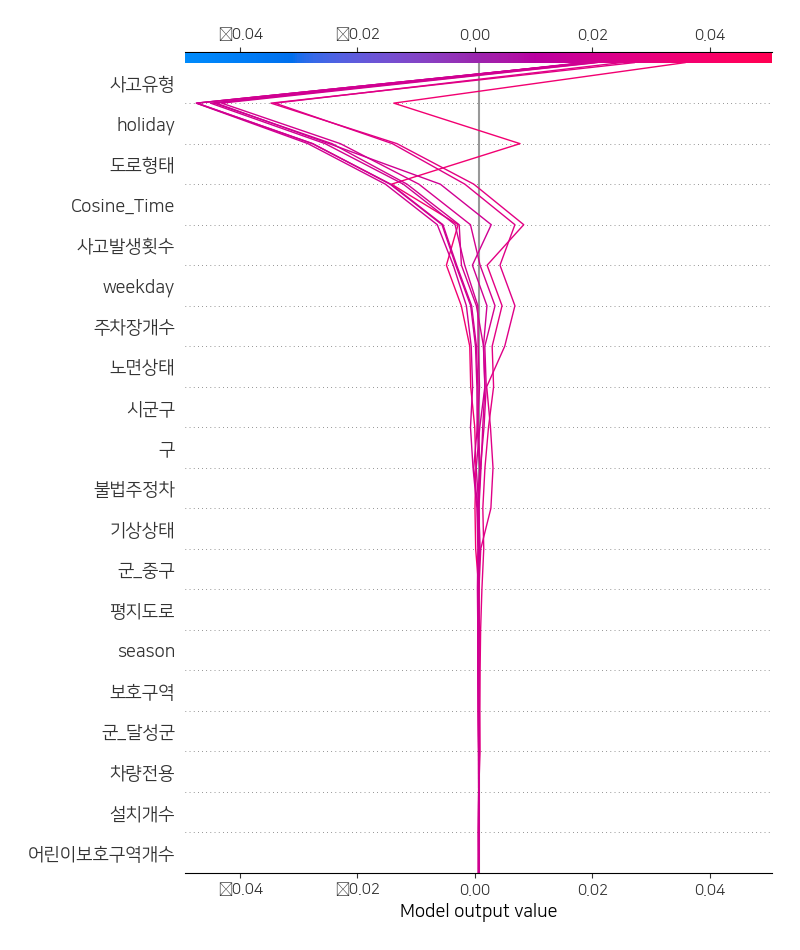 0.04 0.02 0.00 0.02 0.04
사고유형
holiday
도로형태
Cosine_Time
사고발생횟수
weekday
주차장개수
노면상태
시군구
구
불법주정차
기상상태
군_중구
평지도로
season
보호구역
군_달성군
차량전용
설치개수
어린이보호구역개수
0.04 0.02 0.00 0.02 0.04
Model output value